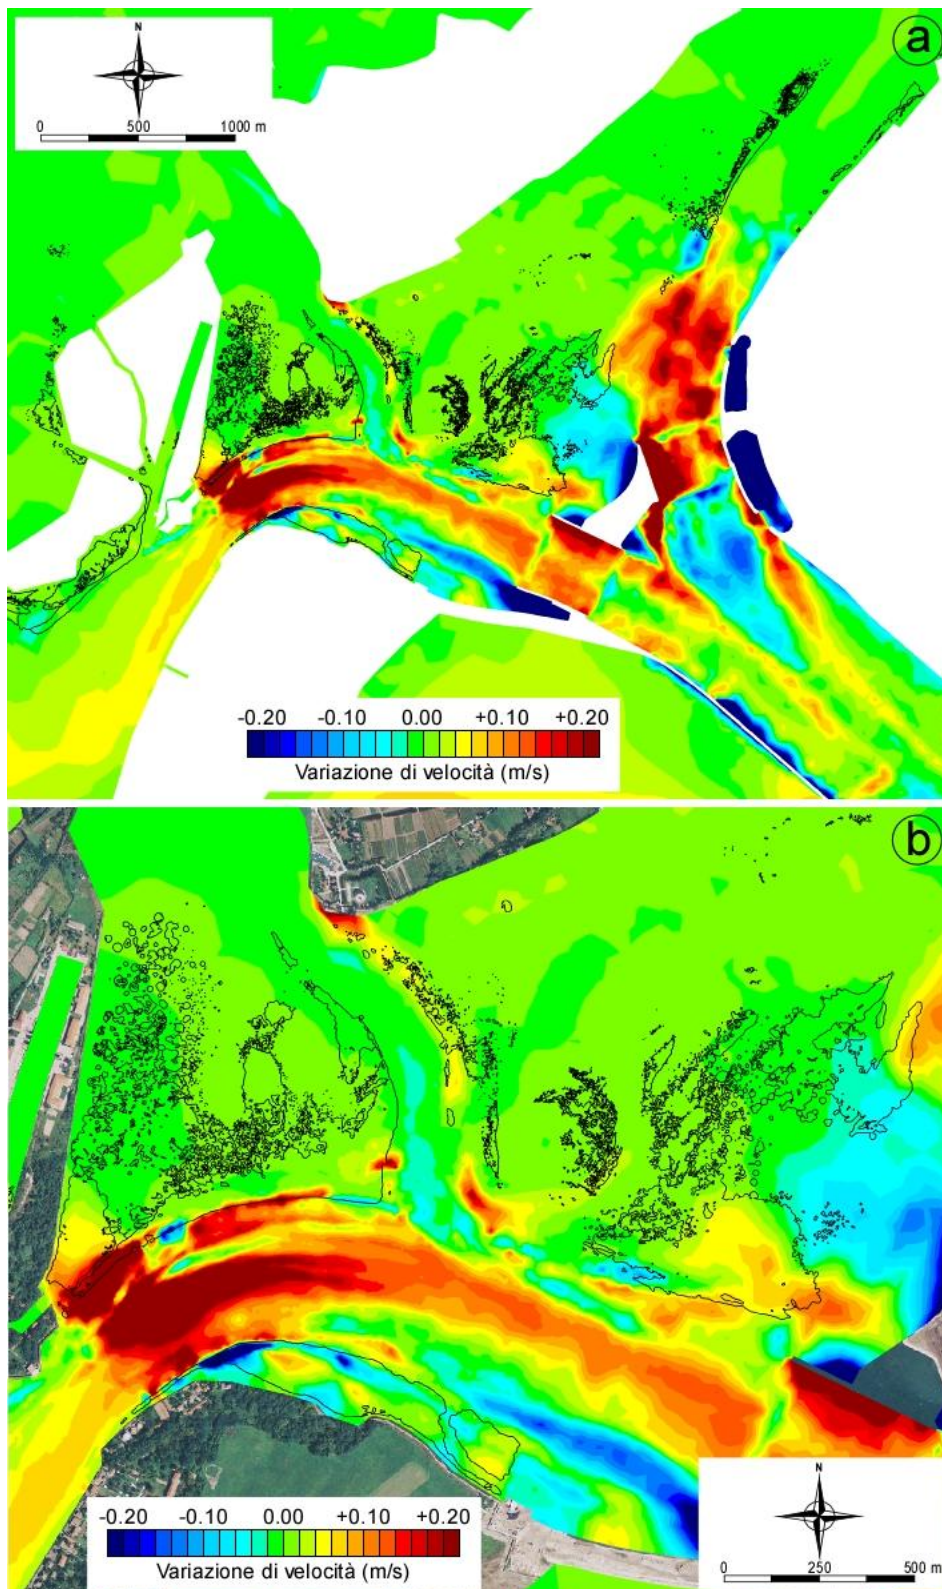 a
N
0 500 1000 m
-0.20 -0.10 0.00 +0.10 +0.20
Variazione di velocità (m/s)
b
-0.20 -0.10 0.00 +0.10 +0.20
Variazione di velocità (m/s)
N
0 250 500 m